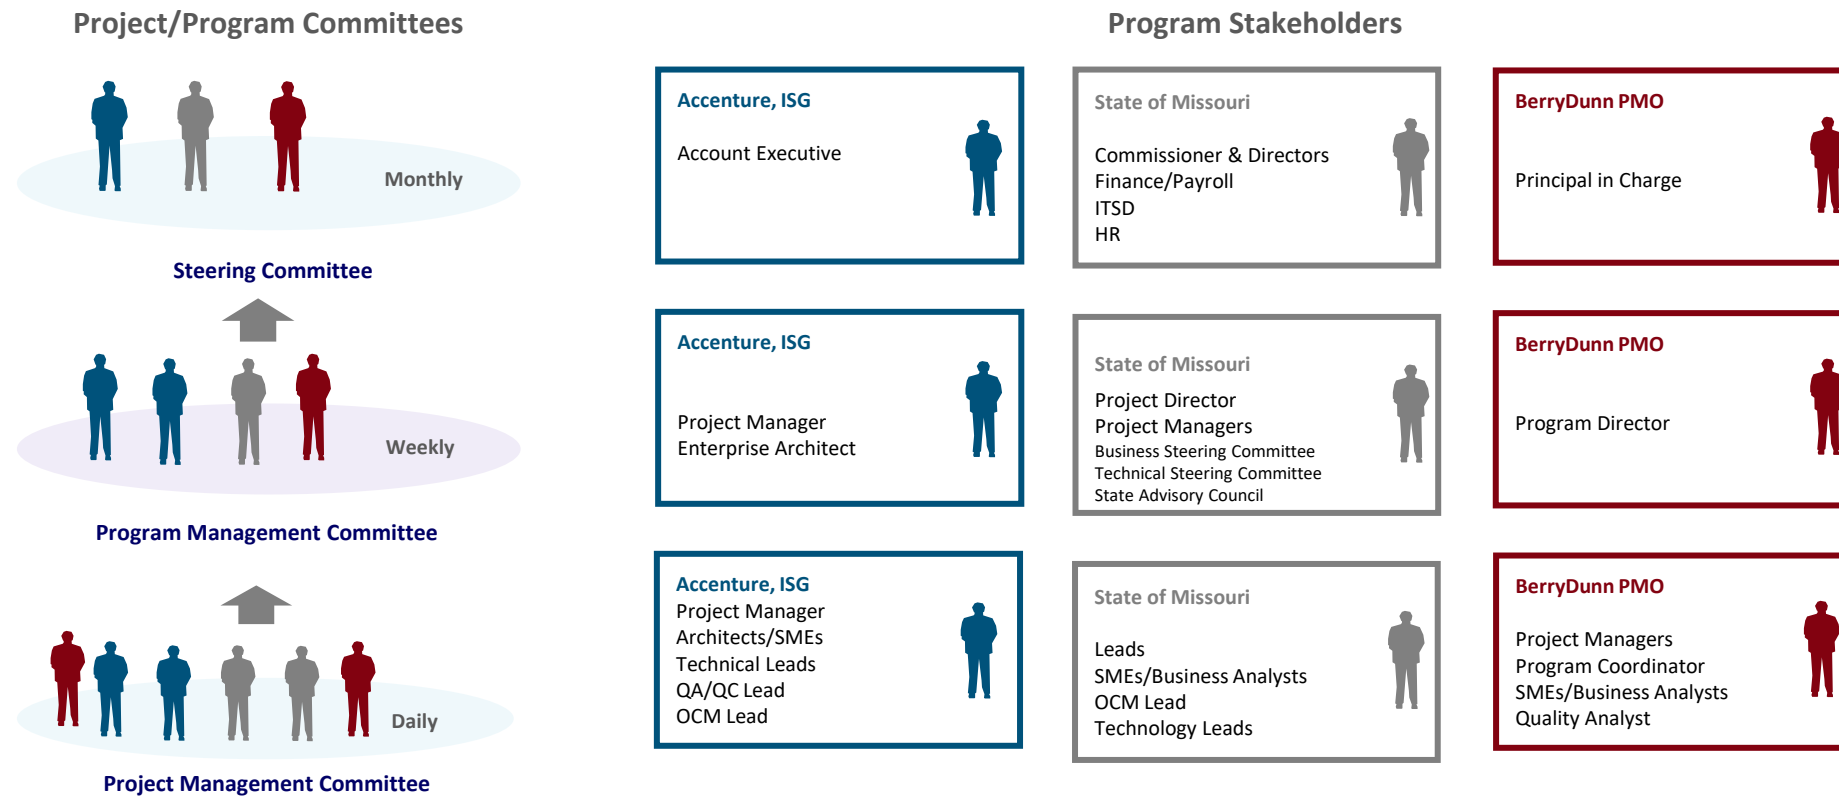 Project/Program Committees
Program Stakeholders
Monthly
Steering Committee
Accenture, ISG
Account Executive
State of Missouri
Commissioner & Directors
Finance/Payroll
ITSD
HR
BerryDunn PMO
Principal in Charge
Weekly
Program Management Committee
Accenture, ISG
Project Manager
Enterprise Architect
State of Missouri
Project Director
Project Managers
Business Steering Committee
Technical Steering Committee
State Advisory Council
BerryDunn PMO
Program Director
Daily
Project Management Committee
Accenture, ISG
Project Manager
Architects/SMEs
Technical Leads
QA/QC Lead
OCM Lead
State of Missouri
Leads
SMEs/Business Analysts
OCM Lead
Technology Leads
BerryDunn PMO
Project Managers
Program Coordinator
SMEs/Business Analysts
Quality Analyst